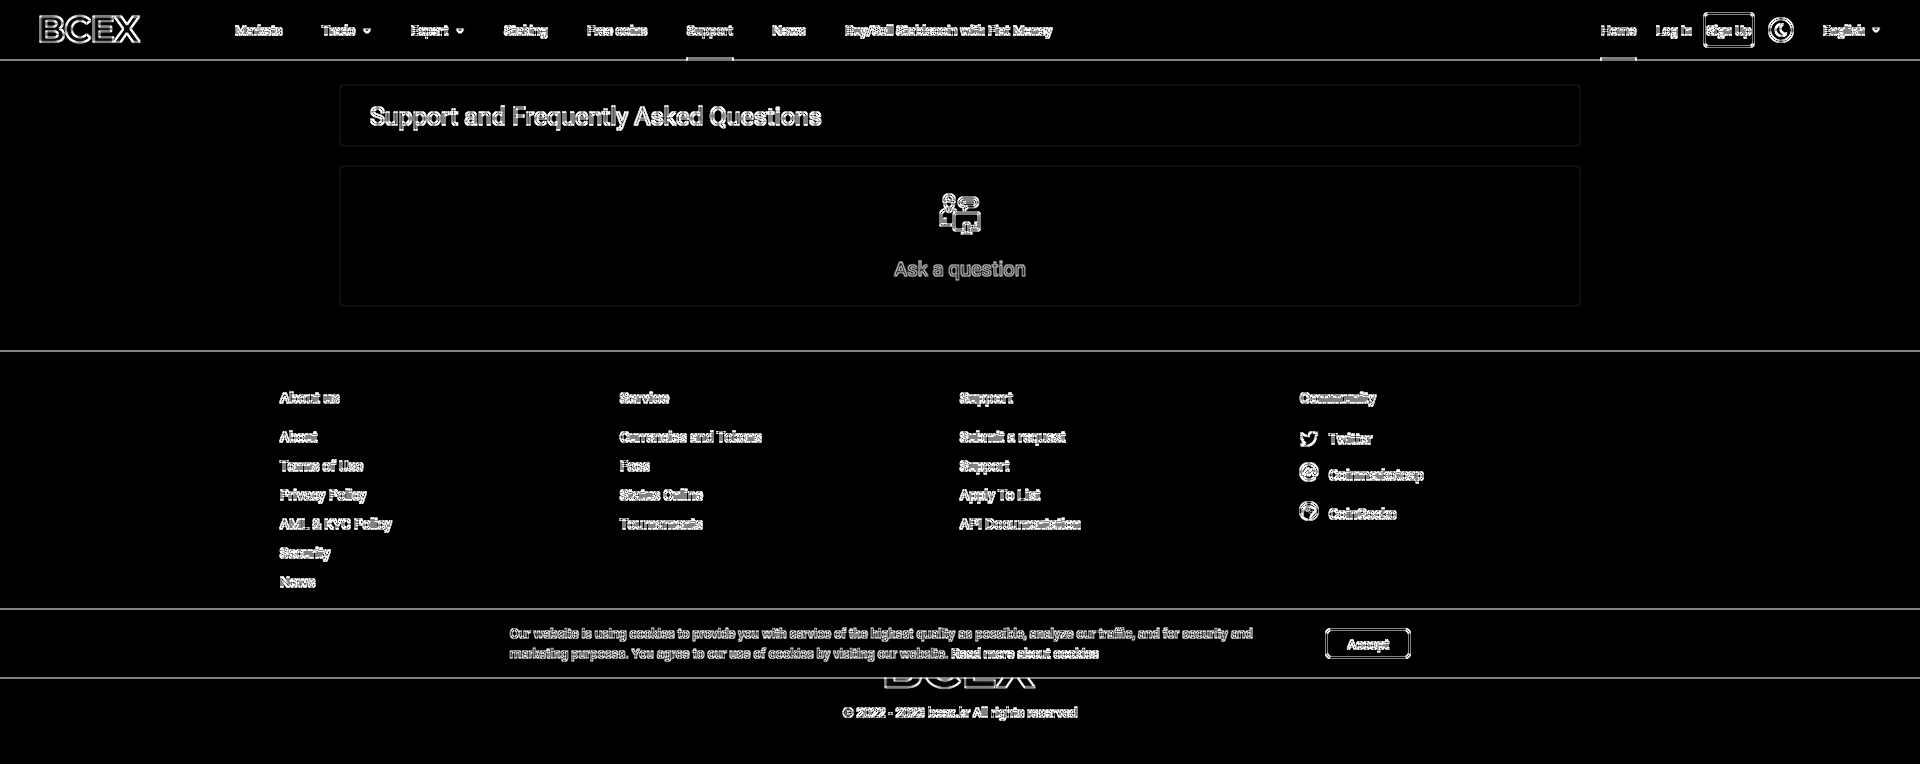 BCEX
Markets Trade Expert Staking Free coins Support News Buy/Sell Stablecoin with Fiat Money Home Log In Sign Up English
Support and Frequently Asked Questions
Ask a question
About us Service Support Community
About Currencies and Tokens Submit a request Twitter
Terms of Use Fees Support Coinmarketcap
Privacy Policy Status Online Apply To List
AML & KYC Policy Tournaments API Documentation CoinGecko
Security
News
Our website is using cookies to provide you with service of the highest quality as possible, analyze our traffic, and for security and
marketing purposes. You agree to our use of cookies by visiting our website. Read more about cookies
Accept
BCEX
© 2022 - 2023 bcex.kr All rights reserved